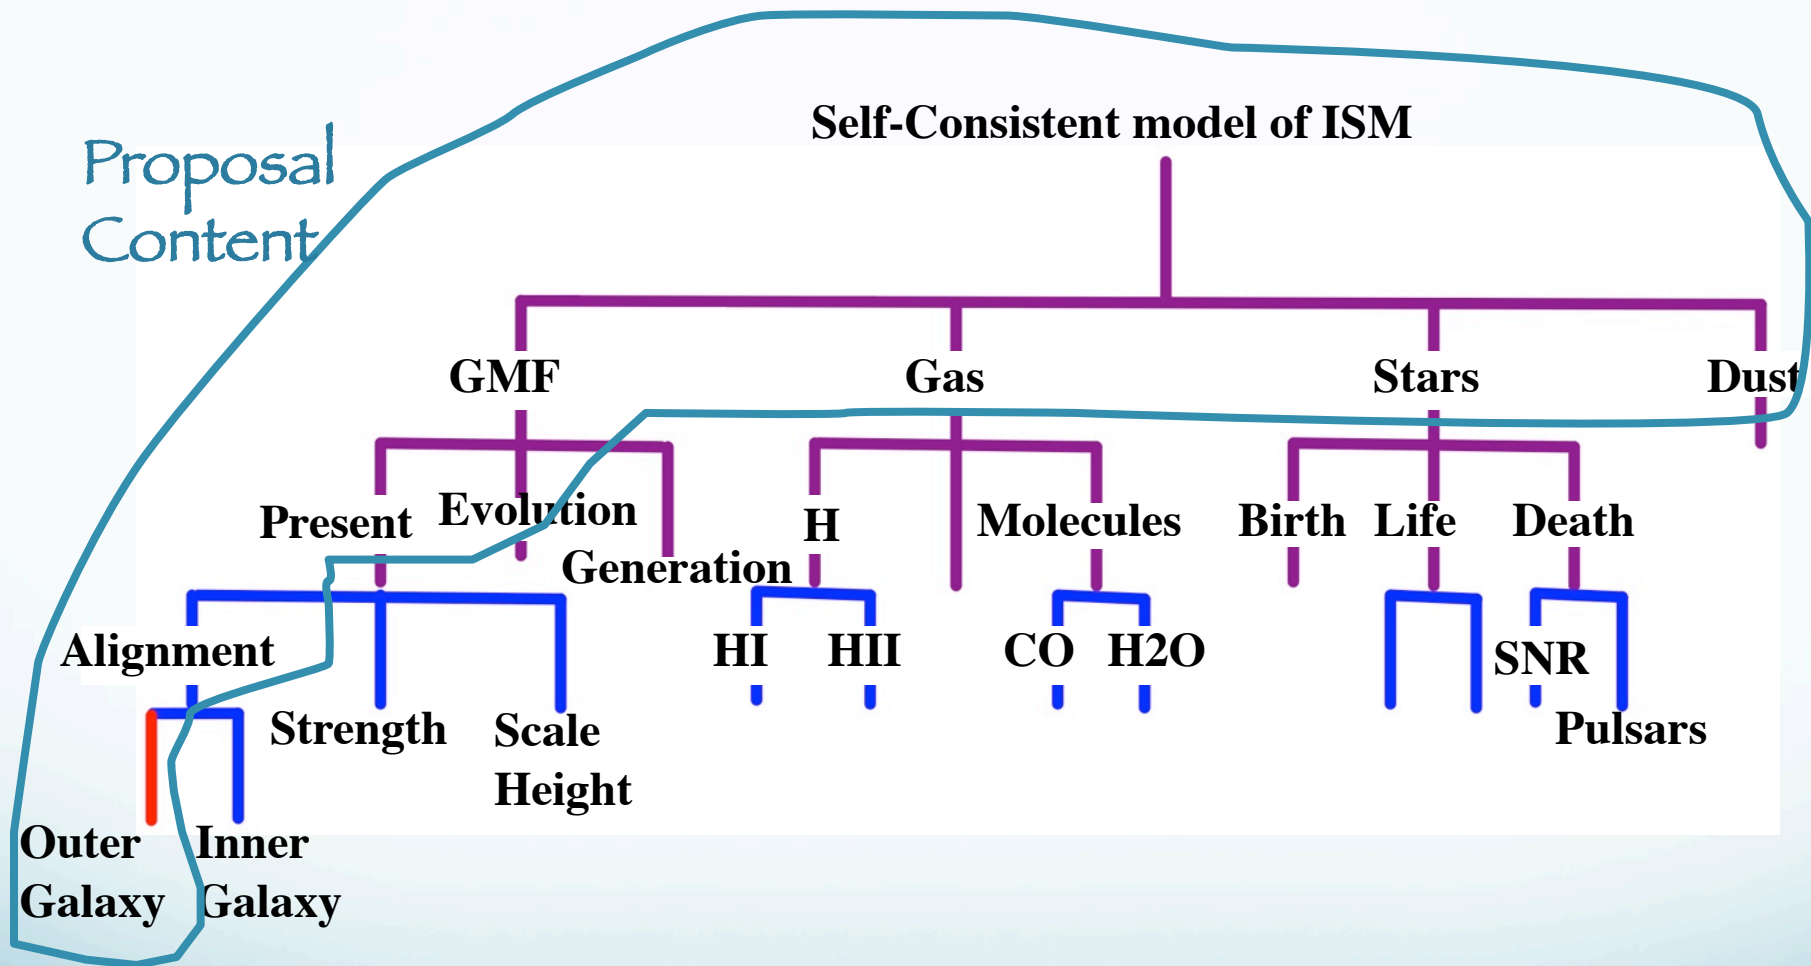 Self-Consistent model of ISM
Proposal
Content
GMF
Gas
Stars
Dust
Present
Evolution
Generation
H
Molecules
Birth
Life
Death
Alignment
Strength
Scale
Height
HI
HII
CO
H2O
SNR
Pulsars
Outer
Galaxy
Inner
Galaxy